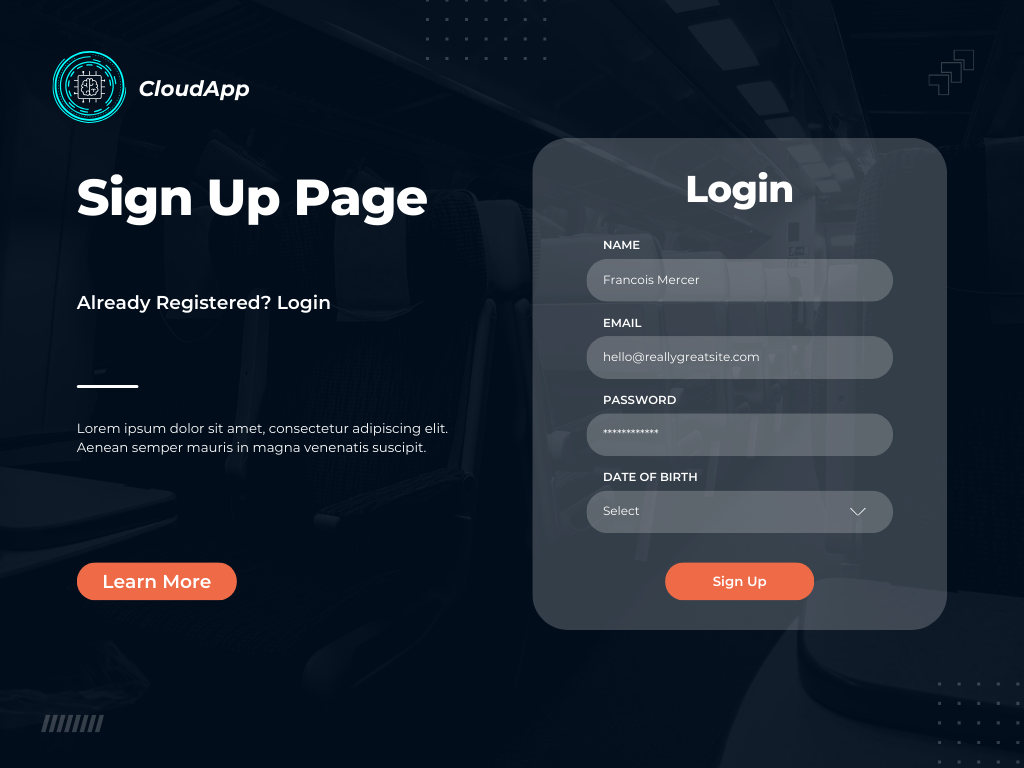 CloudApp
Sign Up Page
Already Registered? Login
Lorem ipsum dolor sit amet, consectetur adipiscing elit.
Aenean semper mauris in magna venenatis suscipit.
Learn More
Login
NAME
Francois Mercer
EMAIL
hello@reallygreatsite.com
PASSWORD
************
DATE OF BIRTH
Select
Sign Up